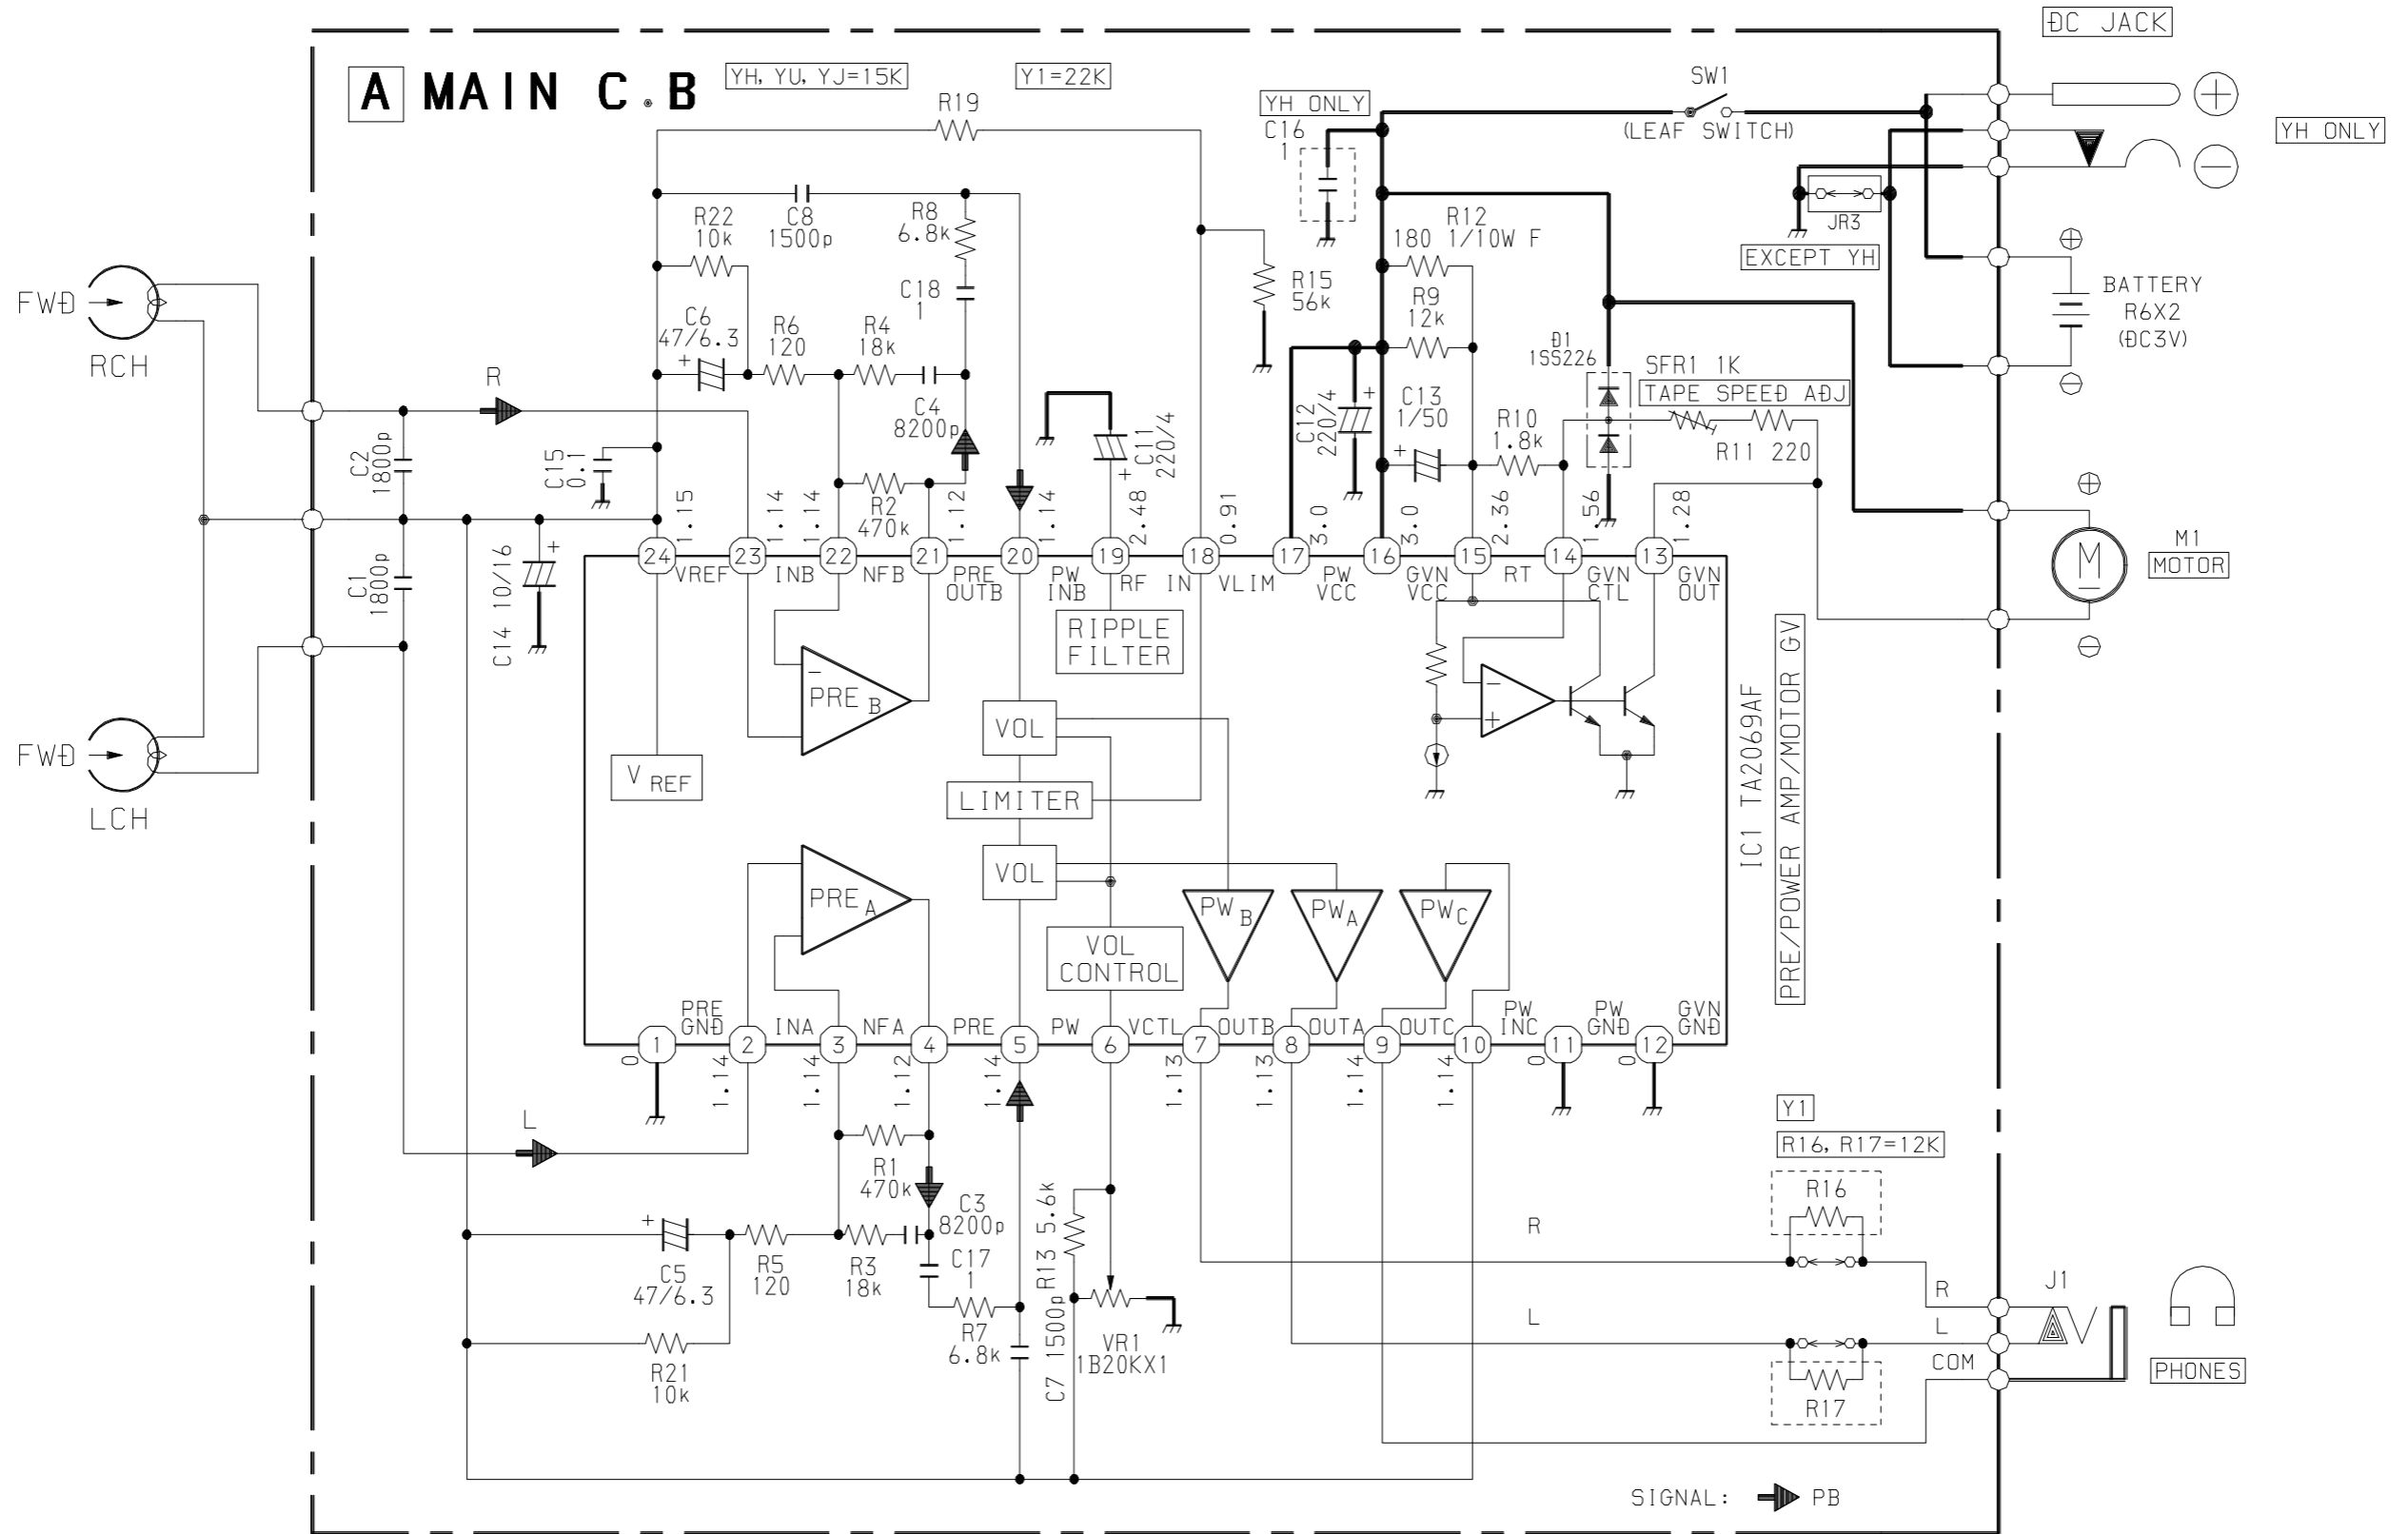 DC JACK
A MAIN C.B
YH, YU, YJ=15K
Y1=22K
R19
YH ONLY
C16
1
SW1
(LEAF SWITCH)
+
YH ONLY
−
JR3
EXCEPT YH
R22
10k
C8
1500p
R8
6.8k
C18
1
R15
56k
R12
180 1/10W F
R9
12k
⊕
BATTERY
R6X2
(DC3V)
⊖
FWD
RCH
R
C6
47/6.3
+
R6
120
R4
18k
C4
8200p
C11
220/4
+
C12
220/4
+
C13
1/50
+
R10
1.8k
D1
1SS226
SFR1 1K
TAPE SPEED ADJ
R11 220
C2
1800p
C15
0.1
R2
470k
1.15
1.14
1.14
1.12
1.14
2.48
0.91
3.0
3.0
2.36
1.56
1.28
24
23
22
21
20
19
18
17
16
15
14
13
VREF
INB
NFB
PRE
OUTB
PW
INB
RF
IN
VLIM
PW
VCC
GVN
VCC
RT
GVN
CTL
GVN
OUT
C1
1800p
C14 10/16
+
+
M1
M
MOTOR
−
RIPPLE
FILTER
−
PRE B
VOL
−
+
V REF
LIMITER
FWD
LCH
IC1 TA2069AF
PRE/POWER AMP/MOTOR GV
PRE A
VOL
PW B
PW A
PW C
VOL
CONTROL
PRE
GND
INA
NFA
PRE
PW
VCTL
OUTB
OUTA
OUTC
PW
INC
PW
GND
GVN
GND
1
2
3
4
5
6
7
8
9
10
11
12
0
1.14
1.14
1.12
1.14
1.13
1.13
1.14
1.14
0
0
L
R1
470k
C3
8200p
C5
47/6.3
+
R5
120
R3
18k
C17
1
R7
6.8k
R13 5.6k
C7 1500p
VR1
1B20KX1
R21
10k
Y1
R16, R17=12K
R16
R
L
R17
R
L
COM
J1
PHONES
SIGNAL: PB